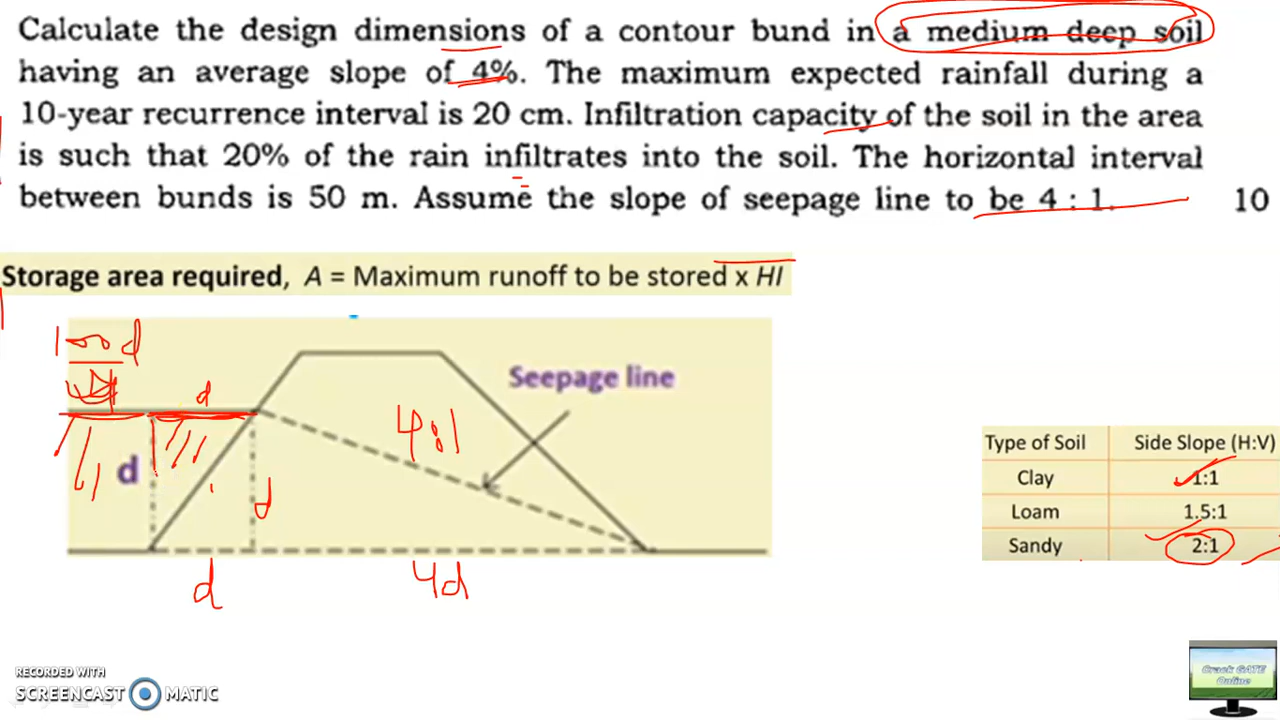 Calculate the design dimensions of a contour bund in a medium deep soil
having an average slope of 4%. The maximum expected rainfall during a
10-year recurrence interval is 20 cm. Infiltration capacity of the soil in the area
is such that 20% of the rain infiltrates into the soil. The horizontal interval
between bunds is 50 m. Assume the slope of seepage line to be 4 : 1. 10
Storage area required, A = Maximum runoff to be stored x HI
d
d
Seepage line
4:1
d
d
d
4d
Type of Soil Side Slope (H:V)
Clay 1:1
Loam 1.5:1
Sandy 2:1
RECORDED WITH
SCREENCAST MATIC
Crack GATE
Online